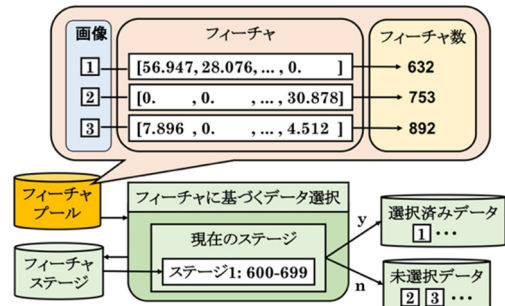 画像
フィーチャ
フィーチャ数
1
[56.947,28.076,...,0. ]
632
2
[0. ,0. ,...,30.878]
753
3
[7.896 ,0. ,...,4.512 ]
892
フィーチャ
プール
フィーチャに基づくデータ選択
現在のステージ
ステージ1: 600-699
フィーチャ
ステージ
y
選択済みデータ
1 ···
n
未選択データ
2 3 ···